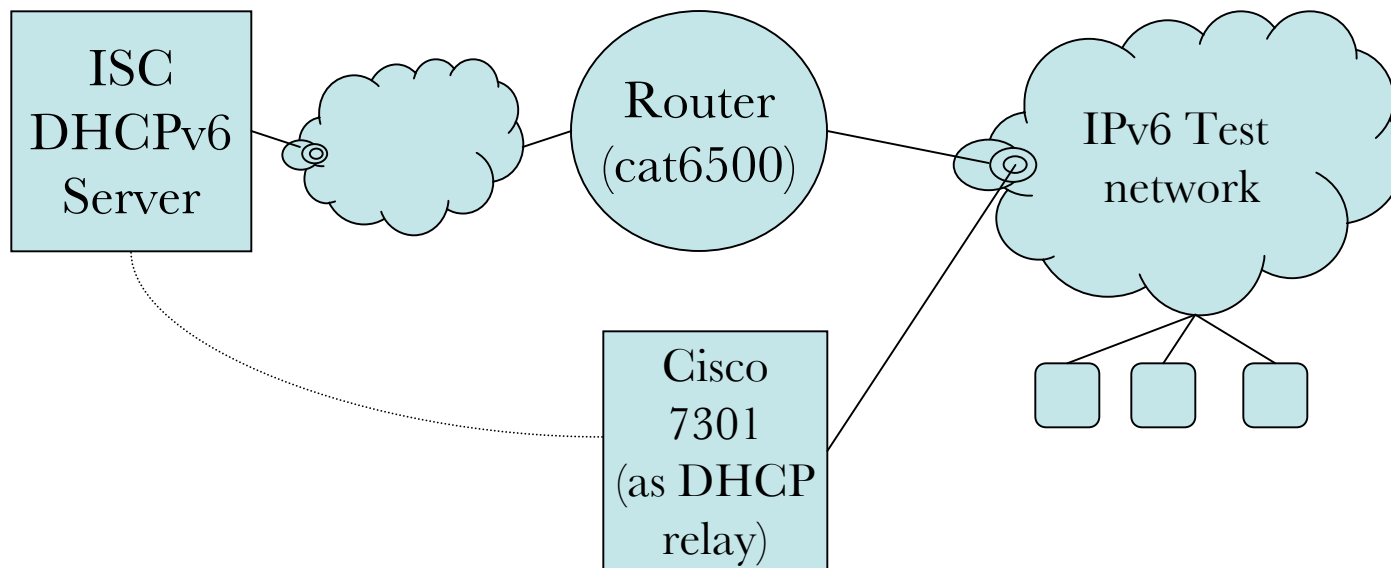 ISC
DHCPv6
Server
Router
(cat6500)
IPv6 Test
network
Cisco
7301
(as DHCP
relay)